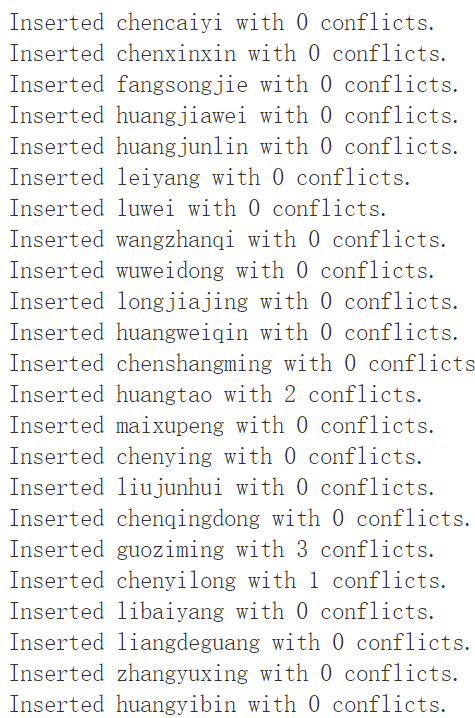 Inserted chencaiyi with 0 conflicts.
Inserted chenxinxin with 0 conflicts.
Inserted fangsongjie with 0 conflicts.
Inserted huangjiawei with 0 conflicts.
Inserted huangjunlin with 0 conflicts.
Inserted leiyang with 0 conflicts.
Inserted luwei with 0 conflicts.
Inserted wangzhanqi with 0 conflicts.
Inserted wuweidong with 0 conflicts.
Inserted longjiajing with 0 conflicts.
Inserted huangweiqin with 0 conflicts.
Inserted chenshangming with 0 conflicts
Inserted huangtao with 2 conflicts.
Inserted maixupeng with 0 conflicts.
Inserted chenying with 0 conflicts.
Inserted liujunhui with 0 conflicts.
Inserted chenqingdong with 0 conflicts.
Inserted guoziming with 3 conflicts.
Inserted chenyilong with 1 conflicts.
Inserted libaiyang with 0 conflicts.
Inserted liangdeguang with 0 conflicts.
Inserted zhangyuxing with 0 conflicts.
Inserted huangyibin with 0 conflicts.